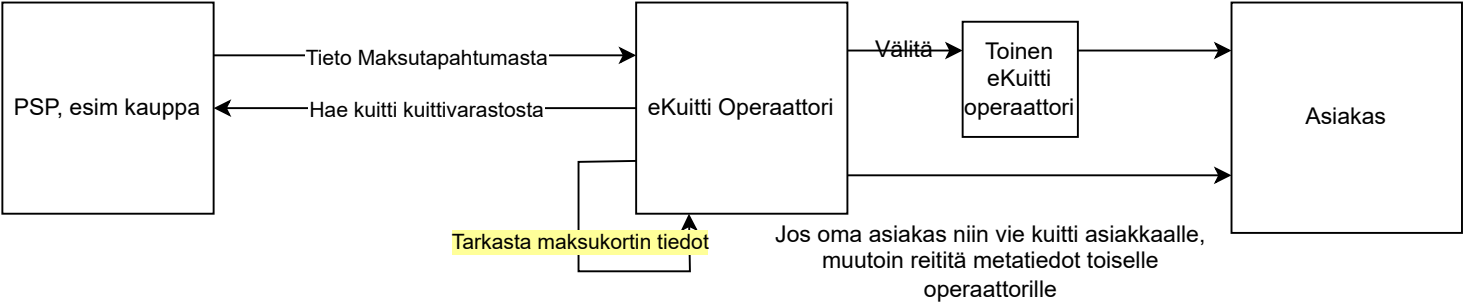 PSP, esim kauppa
Tieto Maksutapahtumasta
Hae kuitti kuittivarastosta
eKuitti Operaattori
Tarkasta maksukortin tiedot
Välitä
Toinen
eKuitti
operaattori
Asiakas
Jos oma asiakas niin vie kuitti asiakkaalle,
muutoin reititä metatiedot toiselle
operaattorille